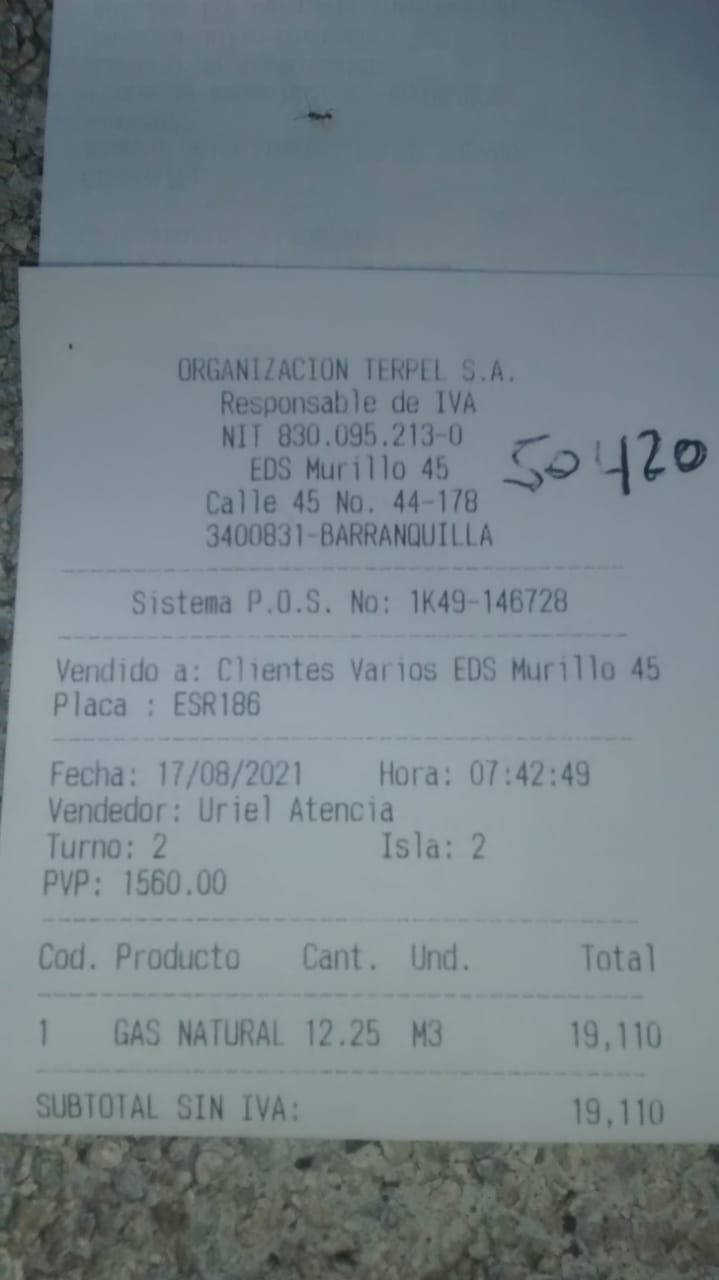 ORGANIZACION TERPEL S.A.
Responsable de IVA
NIT 830.095.213-0
EDS Murillo 45
50420
Calle 45 No. 44-178
3400831-BARRANQUILLA
Sistema P.O.S. No: 1K49-146728
Vendido a: Clientes Varios EDS Murillo 45
Placa : ESR186
Fecha: 17/08/2021 Hora: 07:42:49
Vendedor: Uriel Atencia
Turno: 2 Isla: 2
PVP: 1560.00
Cod. Producto Cant. Und. Total
1 GAS NATURAL 12.25 M3 19,110
SUBTOTAL SIN IVA: 19,110